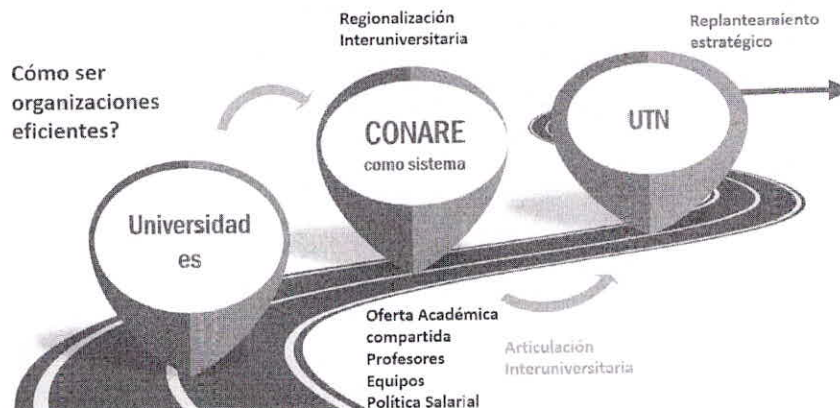 Cómo ser
organizaciones
eficientes?
Regionalización
Interuniversitaria
Replanteamiento
estratégico
Universidad
es
CONARE
como sistema
UTN
Oferta Académica
compartida
Profesores
Equipos
Política Salarial
Articulación
Interuniversitaria